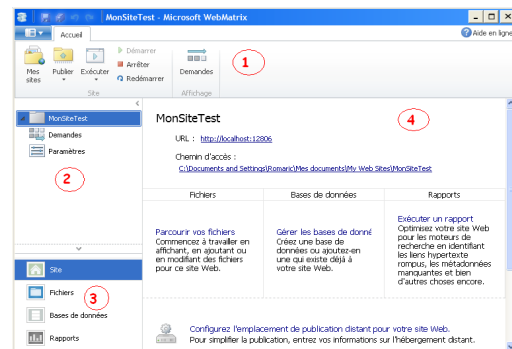 MonSiteTest - Microsoft WebMatrix
Accueil
Aide en ligne
Mes sites
Publier
Exécuter
Démarrer
Arrêter
Redémarrer
Demandes
Site
Affichage
1
MonSiteTest
Demandes
Paramètres
2
Site
Fichiers
3
Bases de données
Rapports
MonSiteTest
4
URL : http://localhost:12806
Chemin d'accès :
C:\Documents and Settings\Romaric\Mes documents\My Web Sites\MonSiteTest
Fichiers
Bases de données
Rapports
Parcourir vos fichiers
Commencez à travailler en
affichant, en ajoutant ou
en modifiant des fichiers
pour ce site Web.
Gérer les bases de donné
Créez une base de
données ou ajoutez-en
une qui existe déjà à
votre site Web.
Exécuter un rapport
Optimisez votre site Web
pour les moteurs de
recherche en identifiant
les liens hypertexte
rompus, les métadonnées
manquantes et bien
d'autres choses encore.
Configurez l'emplacement de publication distant pour votre site Web.
Pour simplifier la publication, entrez vos informations sur l'hébergement distant.